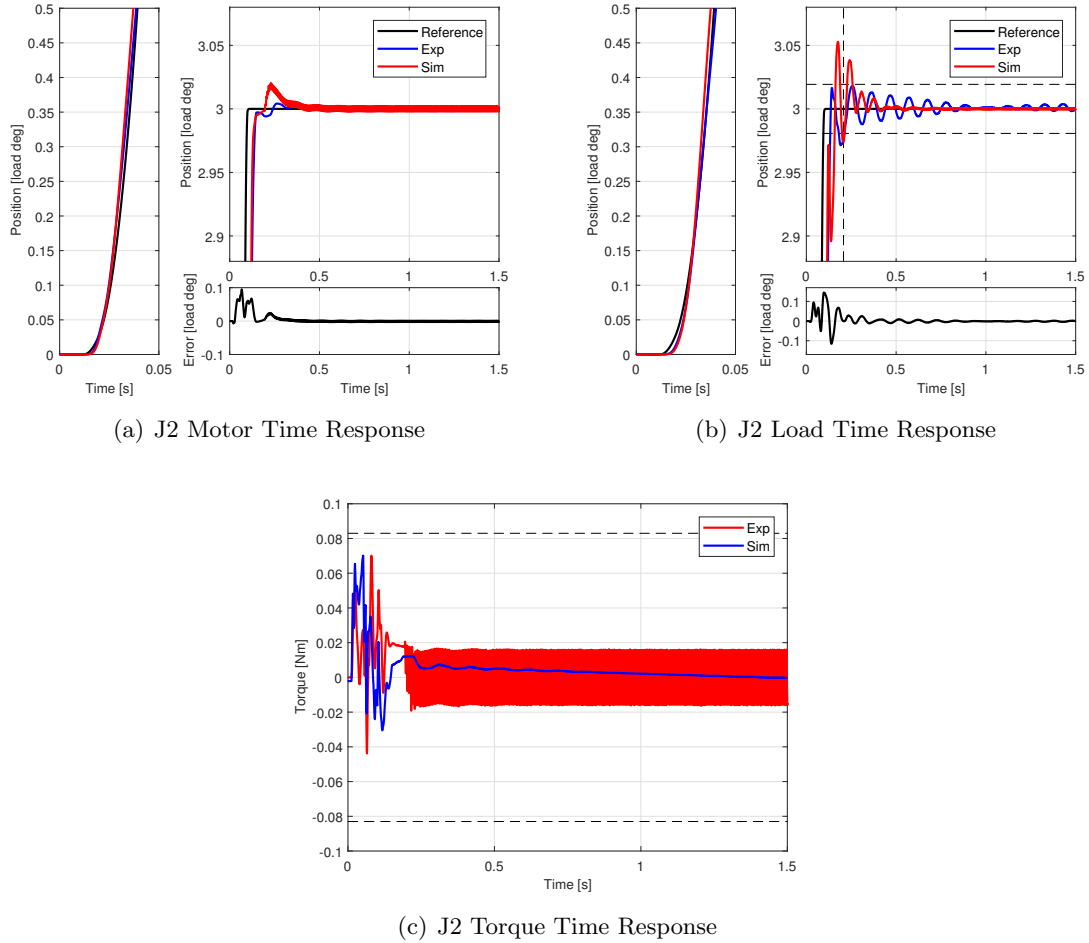 0.5
0.45
0.4
0.35
0.3
0.25
0.2
0.15
0.1
0.05
0
0 0.05
Position [load deg]
Time [s]
3.05
3
2.95
2.9
0 0.5 1 1.5
Position [load deg]
Reference
Exp
Sim
0.1
0
-0.1
0 0.5 1 1.5
Error [load deg]
Time [s]
(a) J2 Motor Time Response
0.5
0.45
0.4
0.35
0.3
0.25
0.2
0.15
0.1
0.05
0
0 0.05
Position [load deg]
Time [s]
3.05
3
2.95
2.9
0 0.5 1 1.5
Position [load deg]
Reference
Exp
Sim
0.1
0
-0.1
0 0.5 1 1.5
Error [load deg]
Time [s]
(b) J2 Load Time Response
0.1
0.08
0.06
0.04
0.02
0
-0.02
-0.04
-0.06
-0.08
-0.1
0 0.5 1 1.5
Torque [Nm]
Time [s]
Exp
Sim
(c) J2 Torque Time Response